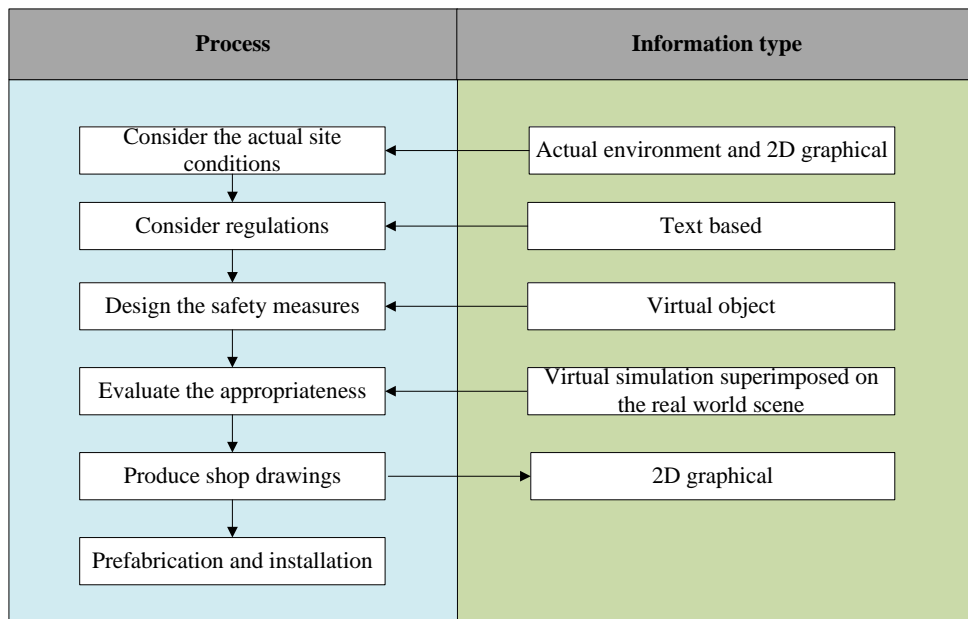 Process
Information type
Consider the actual site
conditions
Actual environment and 2D graphical
Consider regulations
Text based
Design the safety measures
Virtual object
Evaluate the appropriateness
Virtual simulation superimposed on
the real world scene
Produce shop drawings
2D graphical
Prefabrication and installation